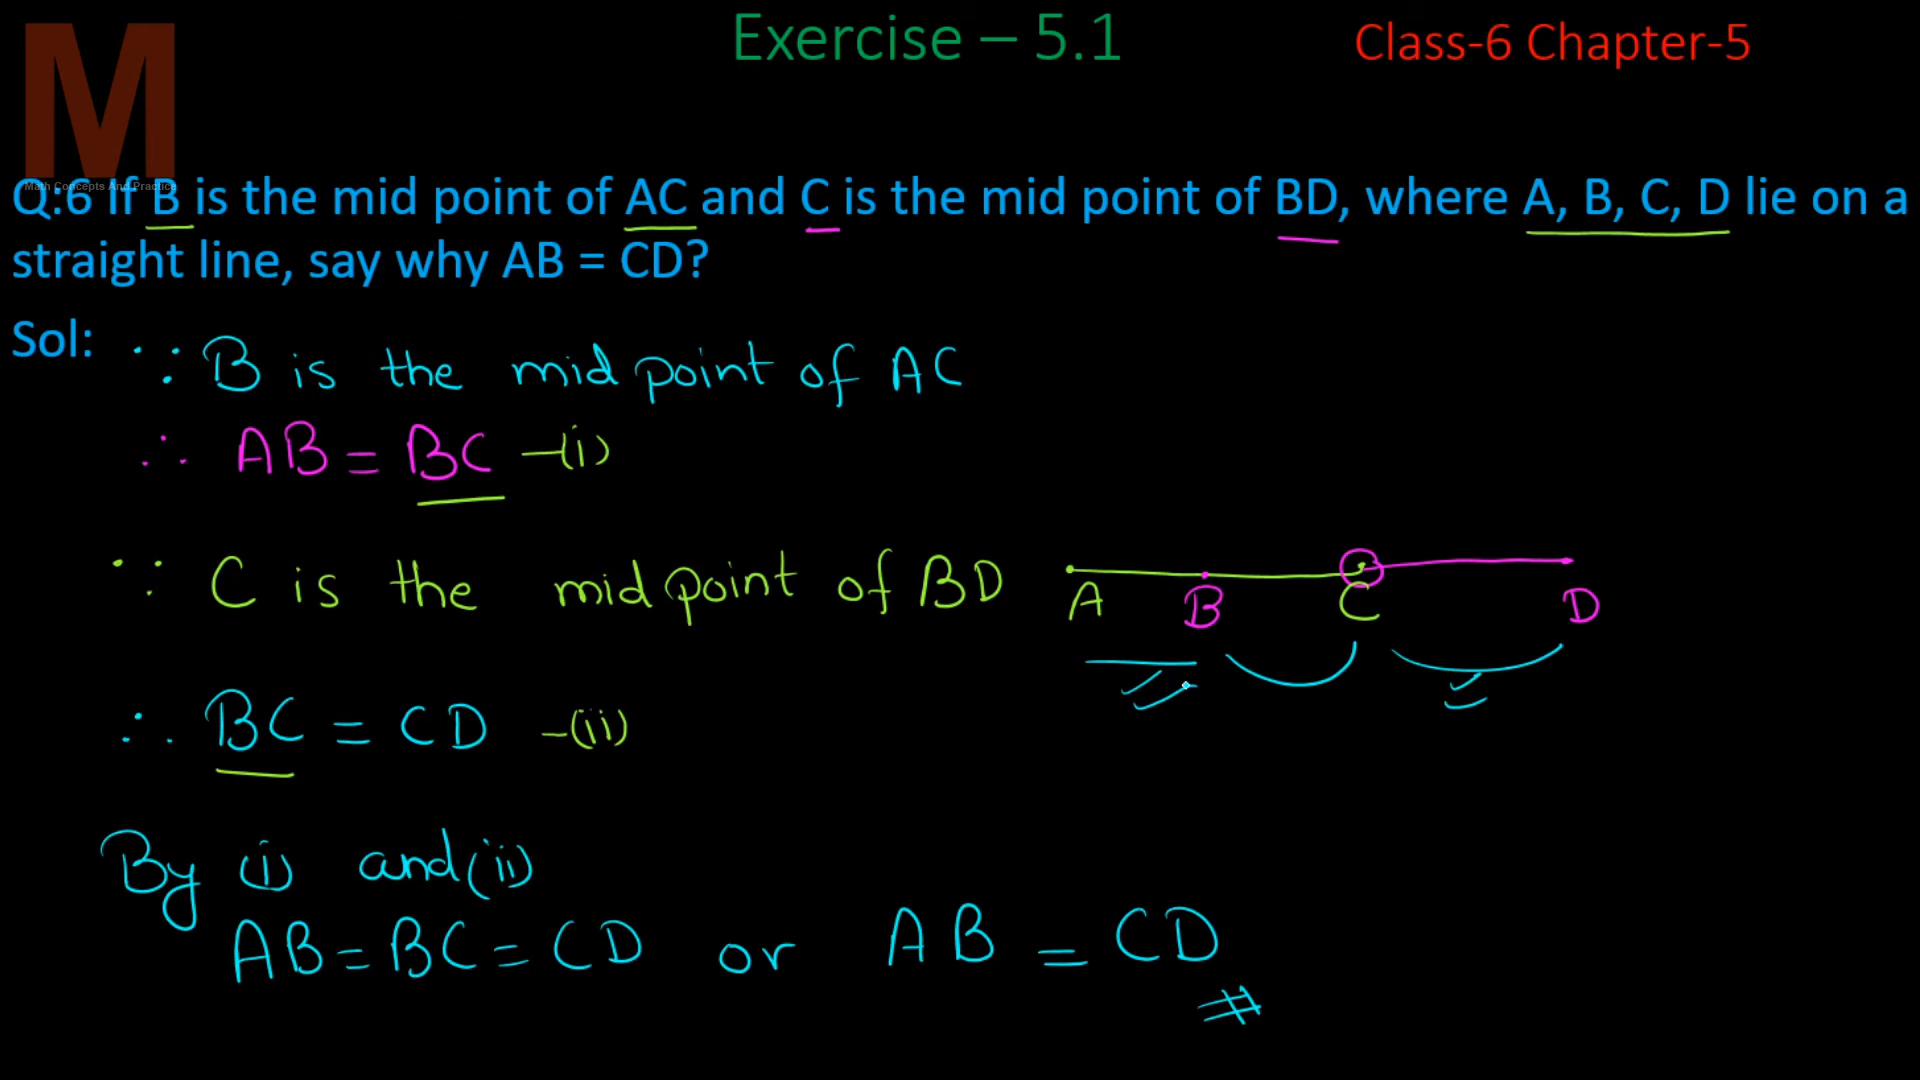 Exercise – 5.1
Class-6 Chapter-5
M
Math Concepts And Practice
Q:6 If B is the mid point of AC and C is the mid point of BD, where A, B, C, D lie on a
straight line, say why AB = CD?
Sol:
∵ B is the mid point of AC
∴ AB = BC –(i)
∵ C is the mid point of BD
A B C D
∴ BC = CD –(ii)
By (i) and (ii)
AB = BC = CD or AB = CD
#